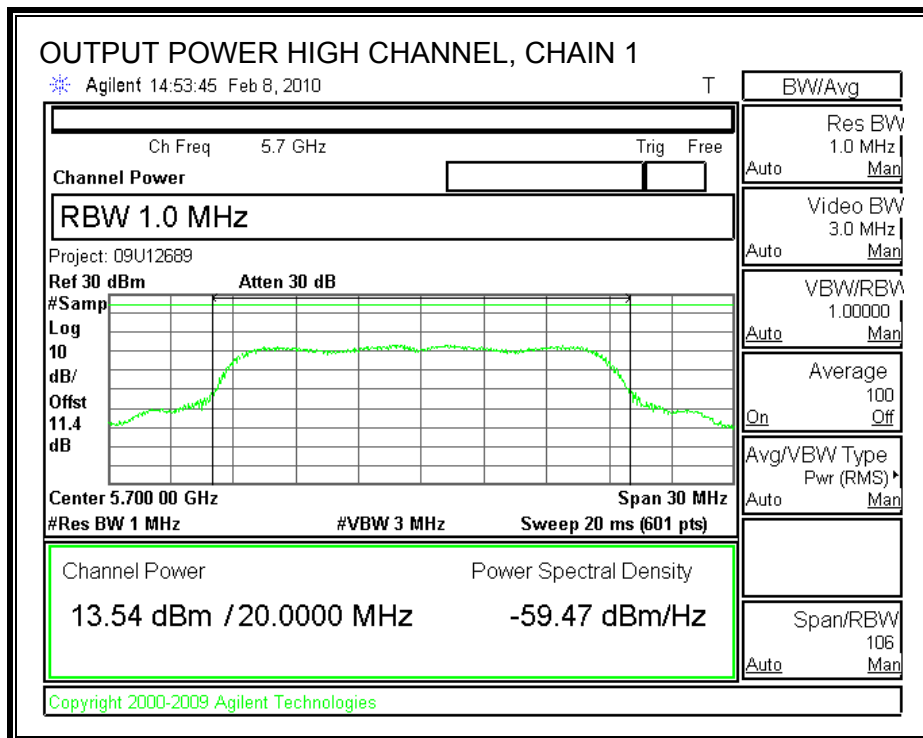 OUTPUT POWER HIGH CHANNEL, CHAIN 1
Agilent 14:53:45 Feb 8, 2010 T
Ch Freq 5.7 GHz Trig Free
Channel Power
RBW 1.0 MHz
Project: 09U12689
Ref 30 dBm Atten 30 dB
#Samp
Log
10
dB/
Offst
11.4
dB
Center 5.700 00 GHz Span 30 MHz
#Res BW 1 MHz #VBW 3 MHz Sweep 20 ms (601 pts)
Channel Power Power Spectral Density
13.54 dBm / 20.0000 MHz -59.47 dBm/Hz
Copyright 2000-2009 Agilent Technologies
BW/Avg
Res BW
1.0 MHz
Auto Man
Video BW
3.0 MHz
Auto Man
VBW/RBW
1.00000
Auto Man
Average
100
On Off
Avg/VBW Type
Pwr (RMS)
Auto Man
Span/RBW
106
Auto Man